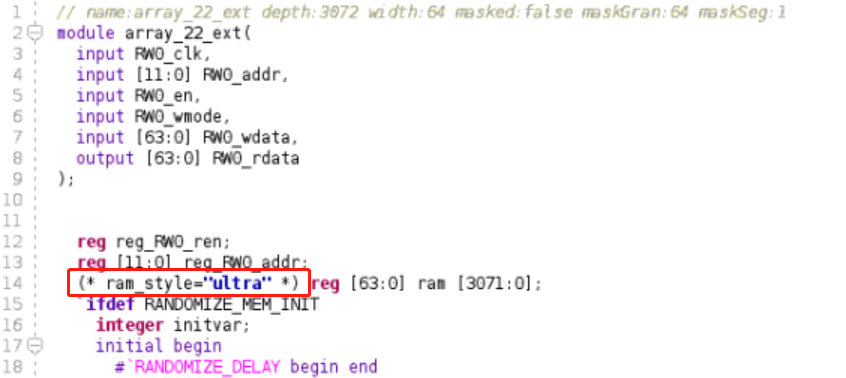 1 // name:array_22_ext depth:3072 width:64 masked:false maskGran:64 maskSeg:1
2 module array_22_ext(
3 input RW0_clk,
4 input [11:0] RW0_addr,
5 input RW0_en,
6 input RW0_wmode,
7 input [63:0] RW0_wdata,
8 output [63:0] RW0_rdata
9 );
10
11
12 reg reg_RW0_ren;
13 reg [11:0] reg_RW0_addr;
14 (* ram_style="ultra" *) reg [63:0] ram [3071:0];
15 `ifdef RANDOMIZE_MEM_INIT
16 integer initvar;
17 initial begin
18 #`RANDOMIZE_DELAY begin end